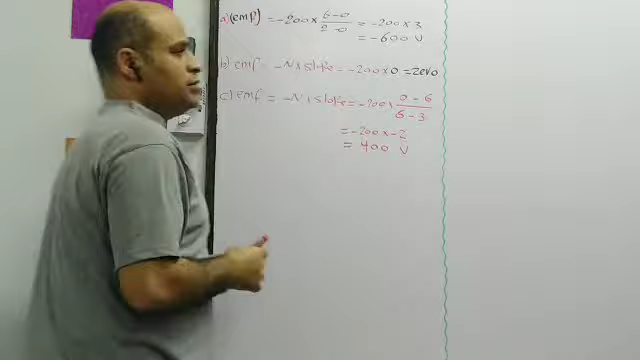 a) (emf) = -200 × 6-0 / 2-0 = -200 × 3
= -600 V
b) emf = -N × slope = -200 × 0 = zero
c) emf = -N × slope = -200 × 0-6 / 6-3
= -200 × -2
= 400 V